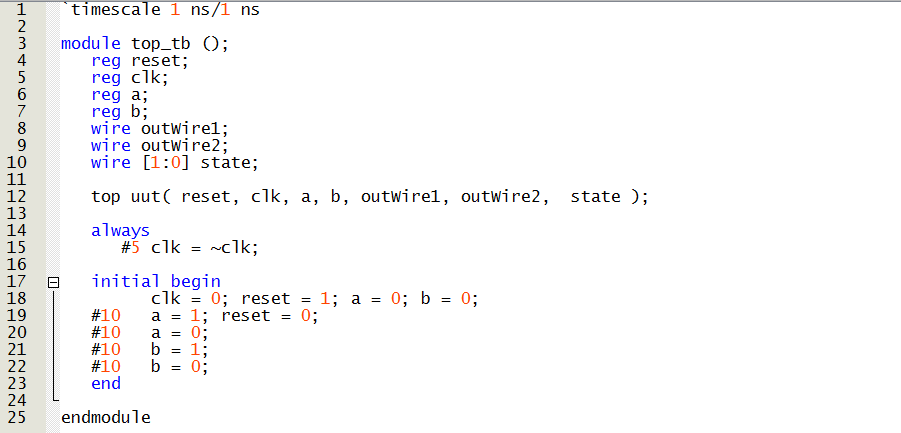 1 `timescale 1 ns/1 ns
2
3 module top_tb ();
4 reg reset;
5 reg clk;
6 reg a;
7 reg b;
8 wire outWire1;
9 wire outWire2;
10 wire [1:0] state;
11
12 top uut( reset, clk, a, b, outWire1, outWire2,  state );
13
14 always
15 #5 clk = ~clk;
16
17 initial begin
18 clk = 0; reset = 1; a = 0; b = 0;
19 #10 a = 1; reset = 0;
20 #10 a = 0;
21 #10 b = 1;
22 #10 b = 0;
23 end
24
25 endmodule